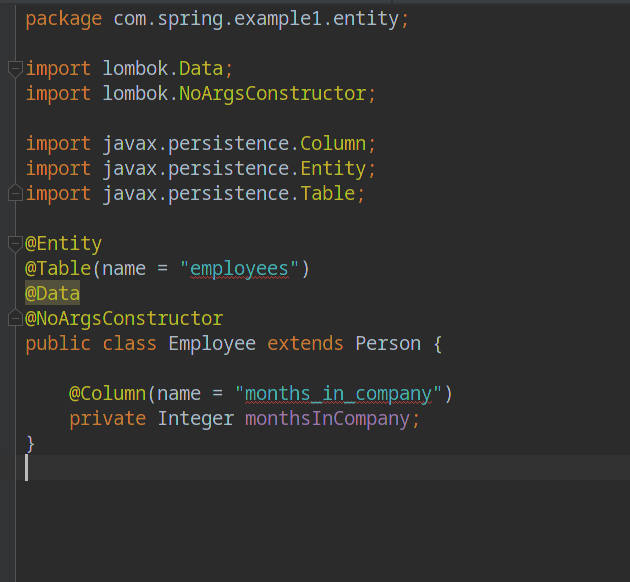 package com.spring.example1.entity;
import lombok.Data;
import lombok.NoArgsConstructor;
import javax.persistence.Column;
import javax.persistence.Entity;
import javax.persistence.Table;
@Entity
@Table(name = "employees")
@Data
@NoArgsConstructor
public class Employee extends Person {
@Column(name = "months_in_company")
private Integer monthsInCompany;
}